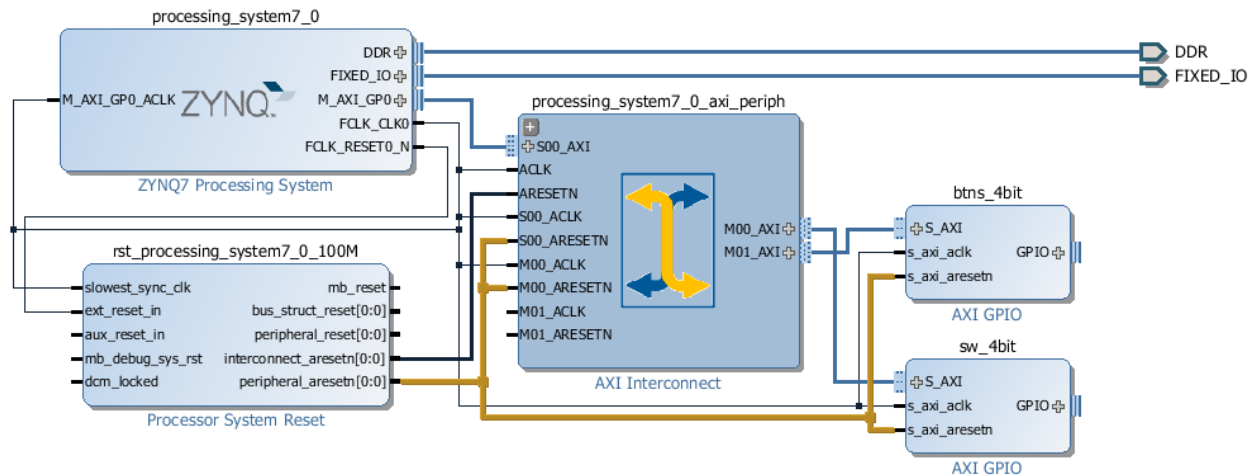 processing_system7_0
DDR
FIXED_IO
M_AXI_GP0_ACLK
ZYNQ
M_AXI_GP0
FCLK_CLK0
FCLK_RESET0_N
ZYNQ7 Processing System
DDR
FIXED_IO
processing_system7_0_axi_periph
S00_AXI
ACLK
ARESETN
S00_ACLK
S00_ARESETN
M00_ACLK
M00_ARESETN
M01_ACLK
M01_ARESETN
M00_AXI
M01_AXI
AXI Interconnect
rst_processing_system7_0_100M
slowest_sync_clk
ext_reset_in
aux_reset_in
mb_debug_sys_rst
dcm_locked
mb_reset
bus_struct_reset[0:0]
peripheral_reset[0:0]
interconnect_aresetn[0:0]
peripheral_aresetn[0:0]
Processor System Reset
btns_4bit
S_AXI
s_axi_aclk
s_axi_aresetn
GPIO
AXI GPIO
sw_4bit
S_AXI
s_axi_aclk
s_axi_aresetn
GPIO
AXI GPIO